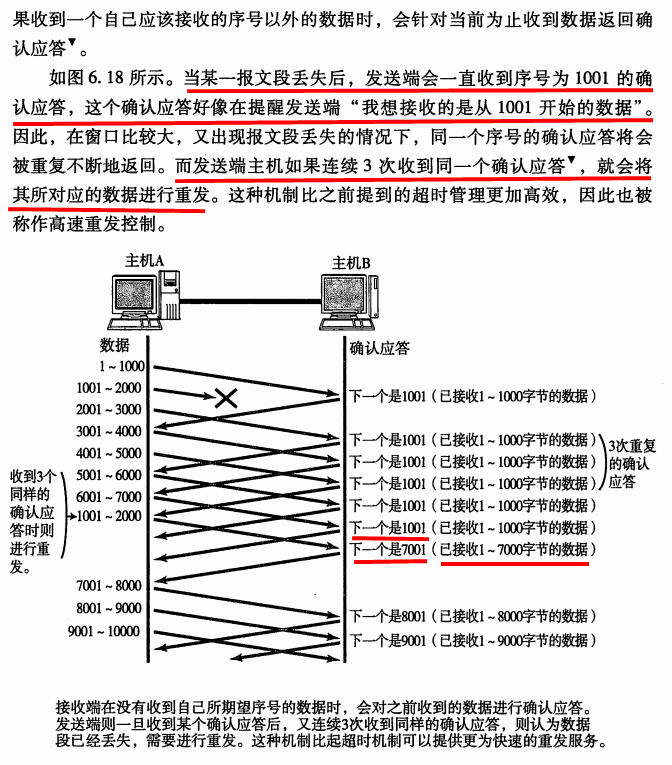 果收到一个自己应该接收的序号以外的数据时，会针对当前为止收到数据返回确
认应答▼。
如图6.18所示。当某一报文段丢失后，发送端会一直收到序号为1001的确
认应答，这个确认应答好像在提醒发送端“我想接收的是从1001开始的数据”。
因此，在窗口比较大，又出现报文段丢失的情况下，同一个序号的确认应答将会
被重复不断地返回。而发送端主机如果连续3次收到同一个确认应答▼，就会将
其所对应的数据进行重发。这种机制比之前提到的超时管理更加高效，因此也被
称作高速重发控制。
主机A
主机B
数据
确认应答
1～1000
1001～2000
下一个是1001（已接收1～1000字节的数据）
2001～3000
3001～4000
下一个是1001（已接收1～1000字节的数据）
4001～5000
下一个是1001（已接收1～1000字节的数据）
3次重复
的确认
应答
5001～6000
下一个是1001（已接收1～1000字节的数据）
6001～7000
下一个是1001（已接收1～1000字节的数据）
收到3个
同样的
确认应
答时则
进行重
发。
1001～2000
下一个是1001（已接收1～1000字节的数据）
下一个是7001（已接收1～7000字节的数据）
7001～8000
8001～9000
下一个是8001（已接收1～8000字节的数据）
9001～10000
下一个是9001（已接收1～9000字节的数据）
接收端在没有收到自己所期望序号的数据时，会对之前收到的数据进行确认应答。
发送端则一旦收到某个确认应答后，又连续3次收到同样的确认应答，则认为数据
段已经丢失，需要进行重发。这种机制比起超时机制可以提供更为快速的重发服务。